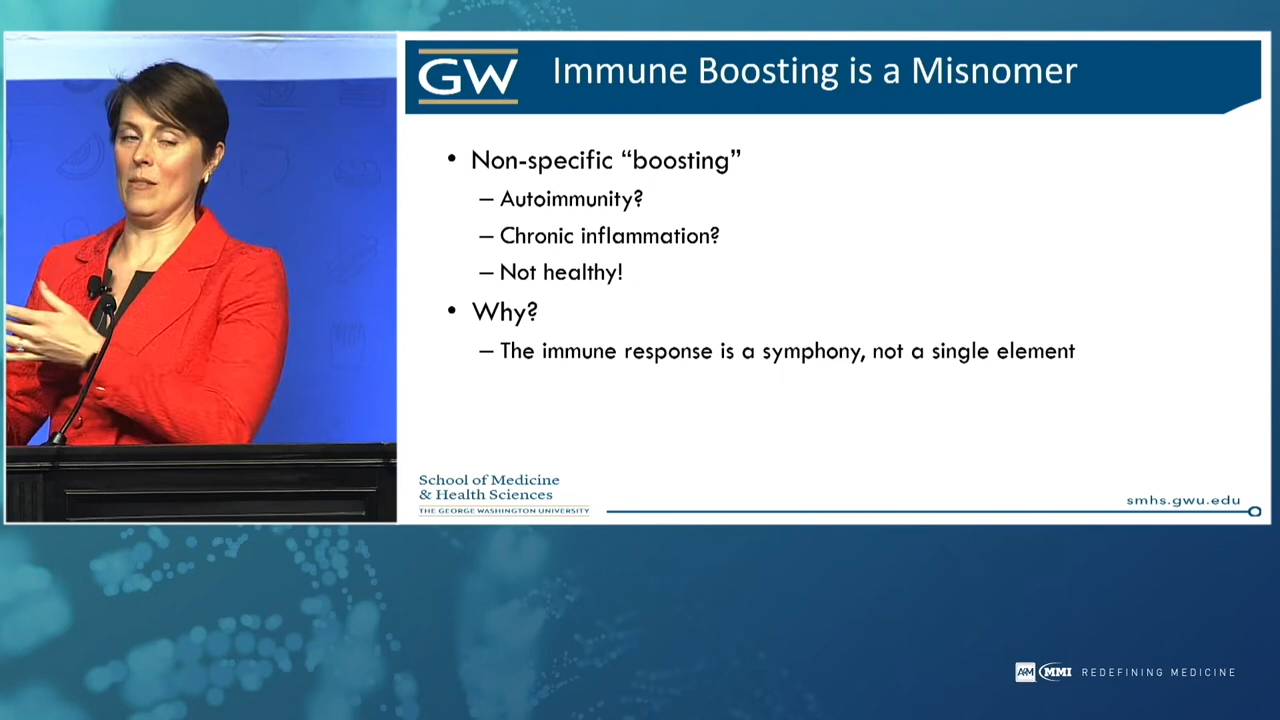 GW
Immune Boosting is a Misnomer
• Non-specific “boosting”
– Autoimmunity?
– Chronic inflammation?
– Not healthy!
• Why?
– The immune response is a symphony, not a single element
School of Medicine
& Health Sciences
THE GEORGE WASHINGTON UNIVERSITY
smhs.gwu.edu
A4M MMI REDEFINING MEDICINE